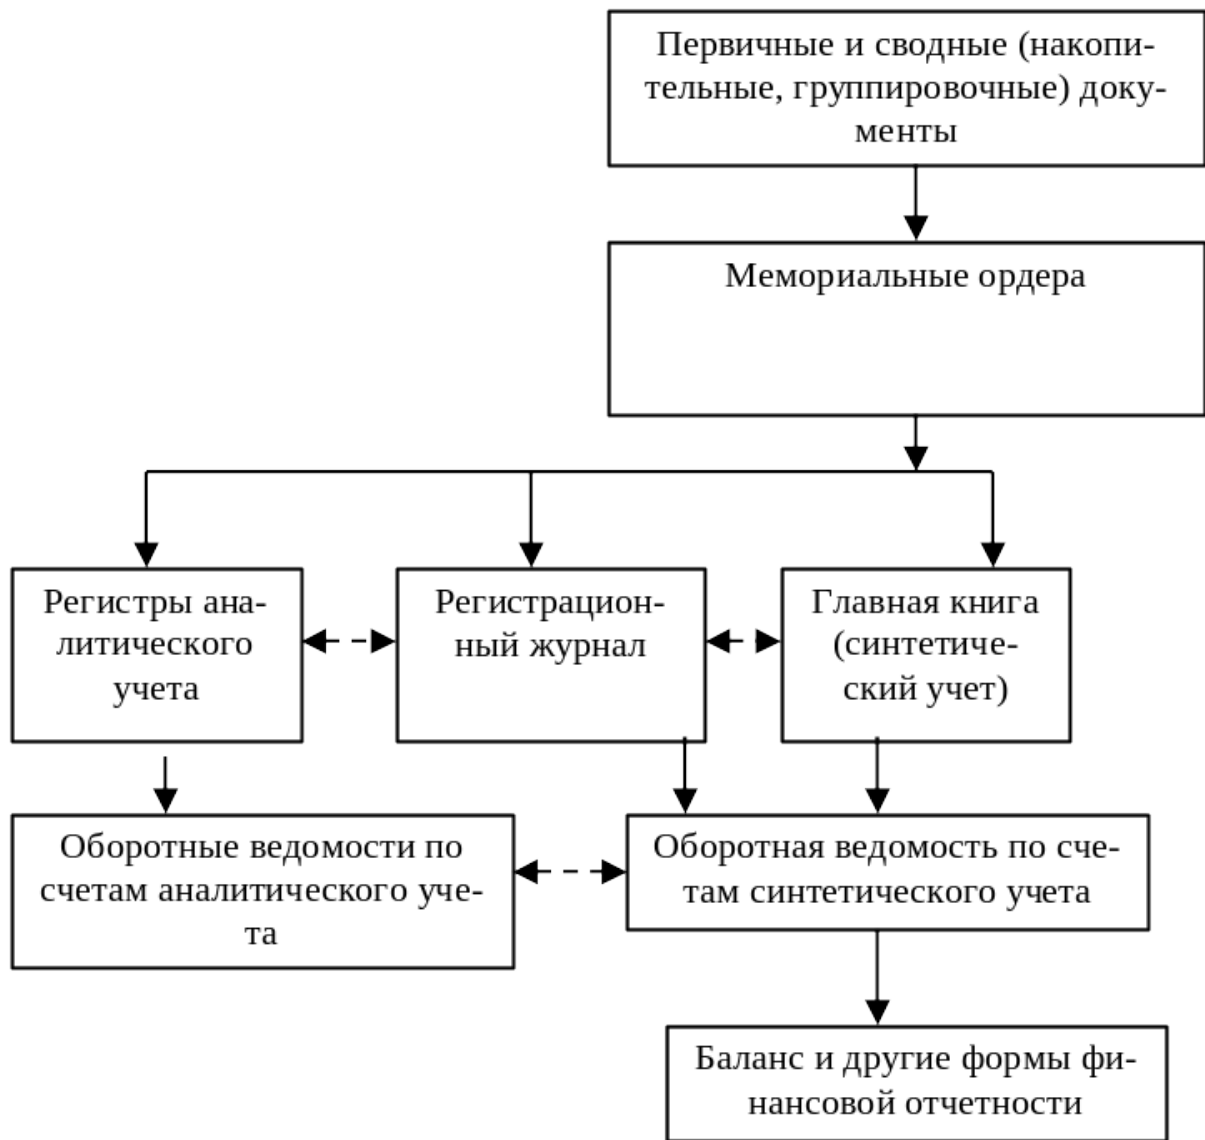 Первичные и сводные (накопи-
тельные, группировочные) доку-
менты
Мемориальные ордера
Регистры ана-
литического
учета
Регистрацион-
ный журнал
Главная книга
(синтетиче-
ский учет)
Оборотные ведомости по
счетам аналитического уче-
та
Оборотная ведомость по сче-
там синтетического учета
Баланс и другие формы фи-
нансовой отчетности